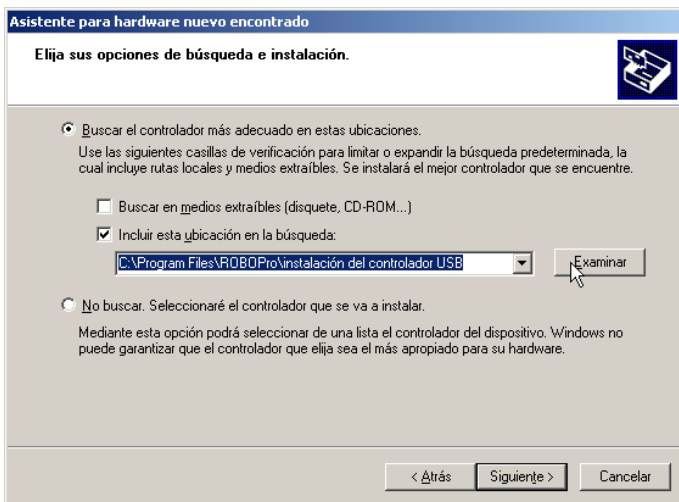 Asistente para hardware nuevo encontrado
Elija sus opciones de búsqueda e instalación.
Buscar el controlador más adecuado en estas ubicaciones.
Use las siguientes casillas de verificación para limitar o expandir la búsqueda predeterminada, la
cual incluye rutas locales y medios extraíbles. Se instalará el mejor controlador que se encuentre.
Buscar en medios extraíbles (disquete, CD-ROM...)
Incluir esta ubicación en la búsqueda:
C:\Program Files\ROBOPro\instalación del controlador USB
Examinar
No buscar. Seleccionaré el controlador que se va a instalar.
Mediante esta opción podrá seleccionar de una lista el controlador del dispositivo. Windows no
puede garantizar que el controlador que elija sea el más apropiado para su hardware.
< Atrás Siguiente > Cancelar